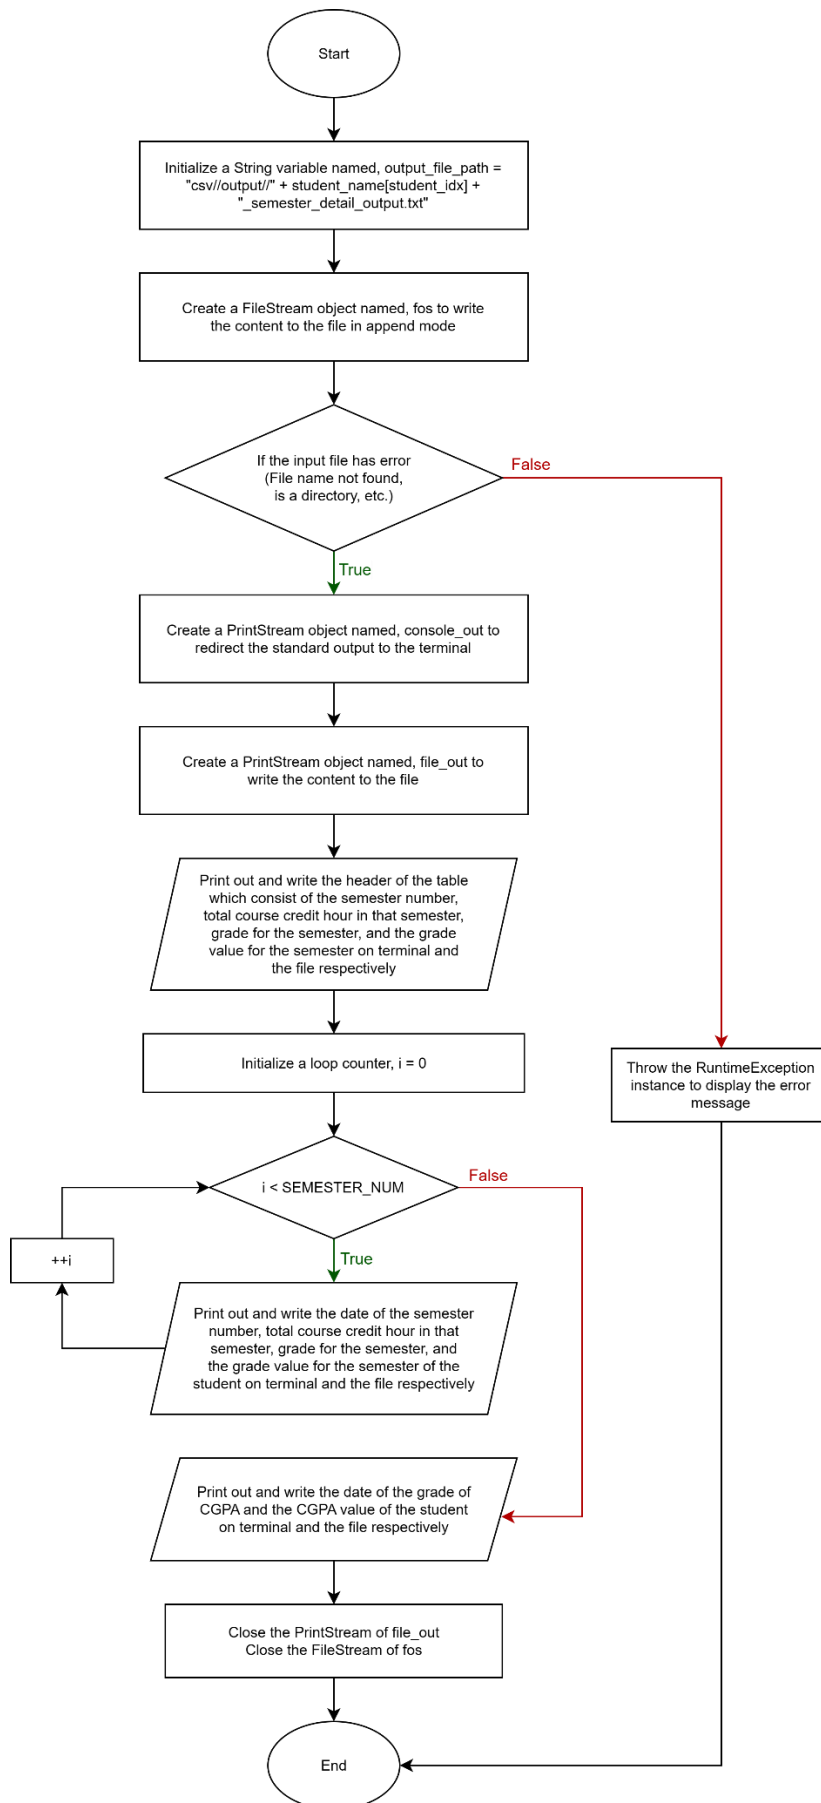 Start
Initialize a String variable named, output_file_path =
"csv//output//" + student_name[student_idx] +
"_semester_detail_output.txt"
Create a FileStream object named, fos to write
the content to the file in append mode
If the input file has error
(File name not found,
is a directory, etc.)
False
True
Create a PrintStream object named, console_out to
redirect the standard output to the terminal
Create a PrintStream object named, file_out to
write the content to the file
Print out and write the header of the table
which consist of the semester number,
total course credit hour in that semester,
grade for the semester, and the grade
value for the semester on terminal and
the file respectively
Initialize a loop counter, i = 0
Throw the RuntimeException
instance to display the error
message
i < SEMESTER_NUM
False
True
++i
Print out and write the date of the semester
number, total course credit hour in that
semester, grade for the semester, and
the grade value for the semester of the
student on terminal and the file respectively
Print out and write the date of the grade of
CGPA and the CGPA value of the student
on terminal and the file respectively
Close the PrintStream of file_out
Close the FileStream of fos
End